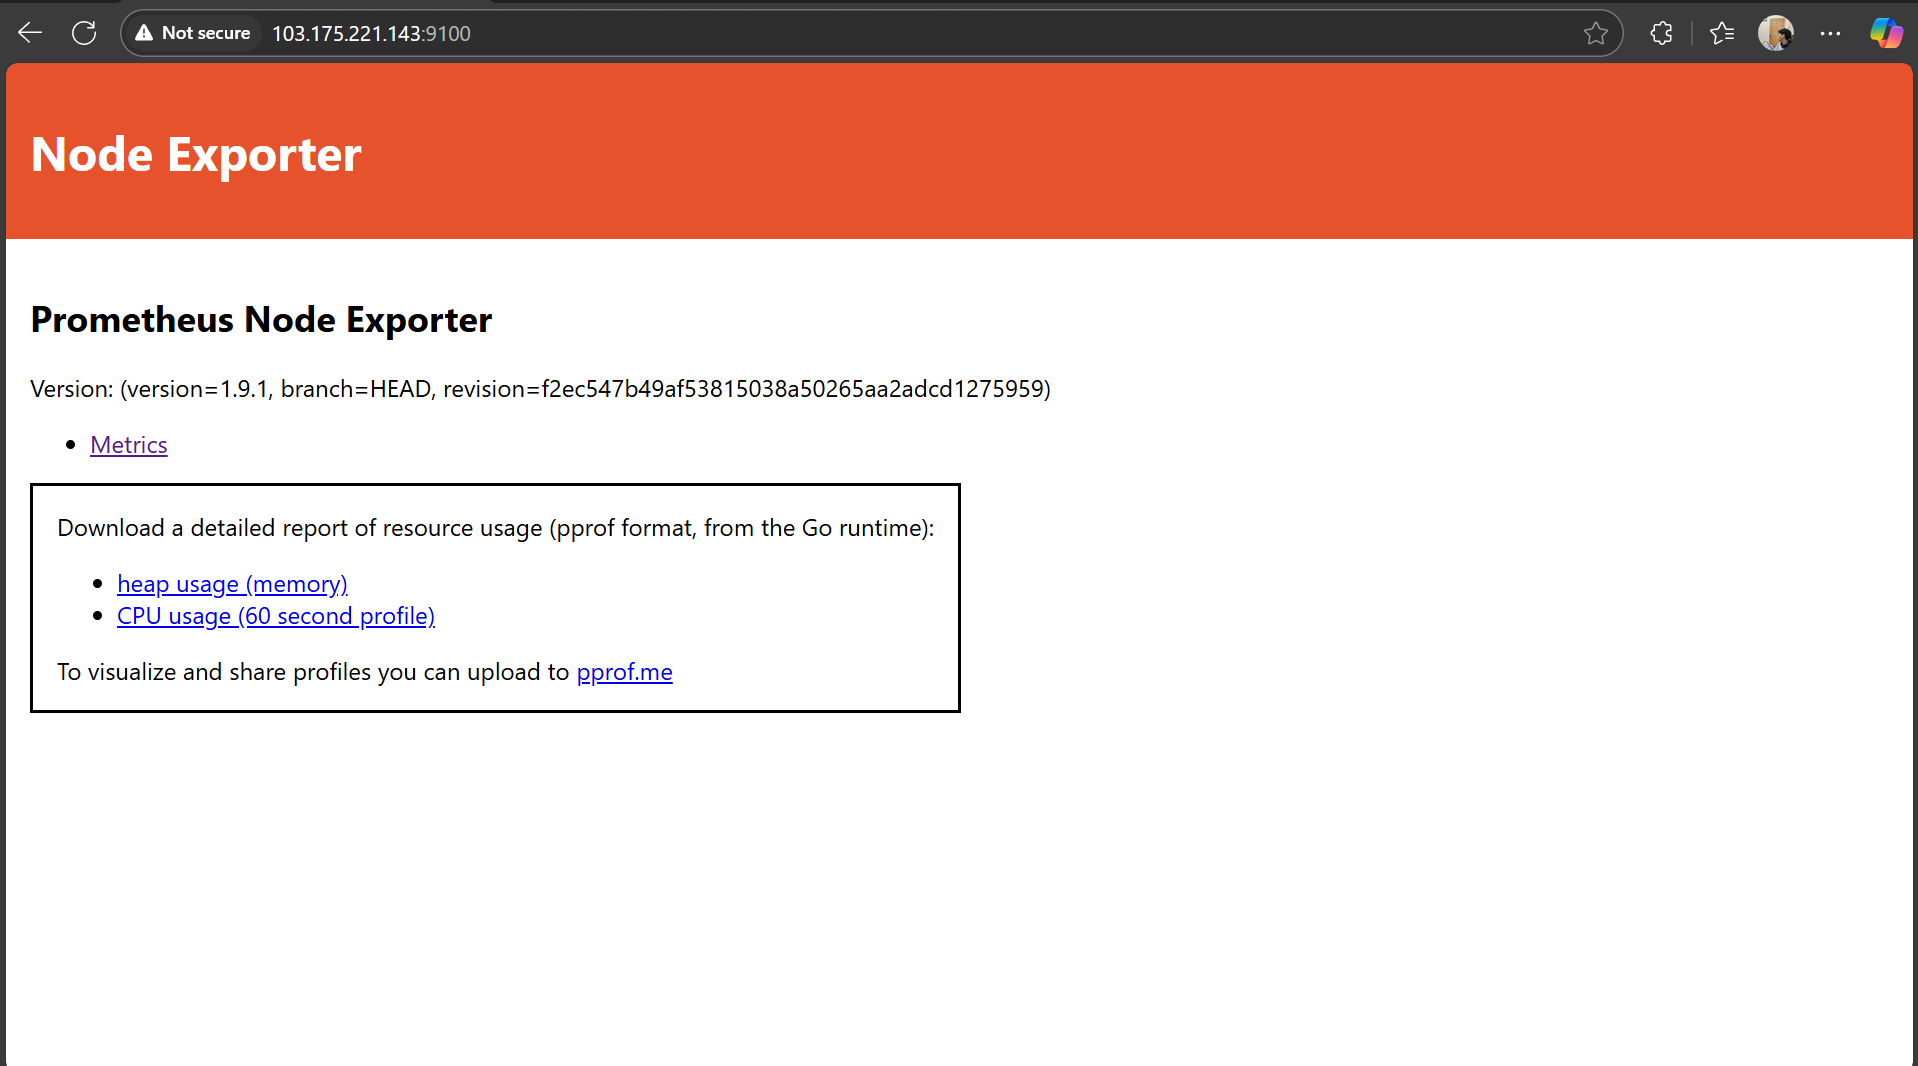 Not secure 103.175.221.143:9100
Node Exporter
Prometheus Node Exporter
Version: (version=1.9.1, branch=HEAD, revision=f2ec547b49af53815038a50265aa2adcd1275959)
Metrics
Download a detailed report of resource usage (pprof format, from the Go runtime):
heap usage (memory)
CPU usage (60 second profile)
To visualize and share profiles you can upload to pprof.me